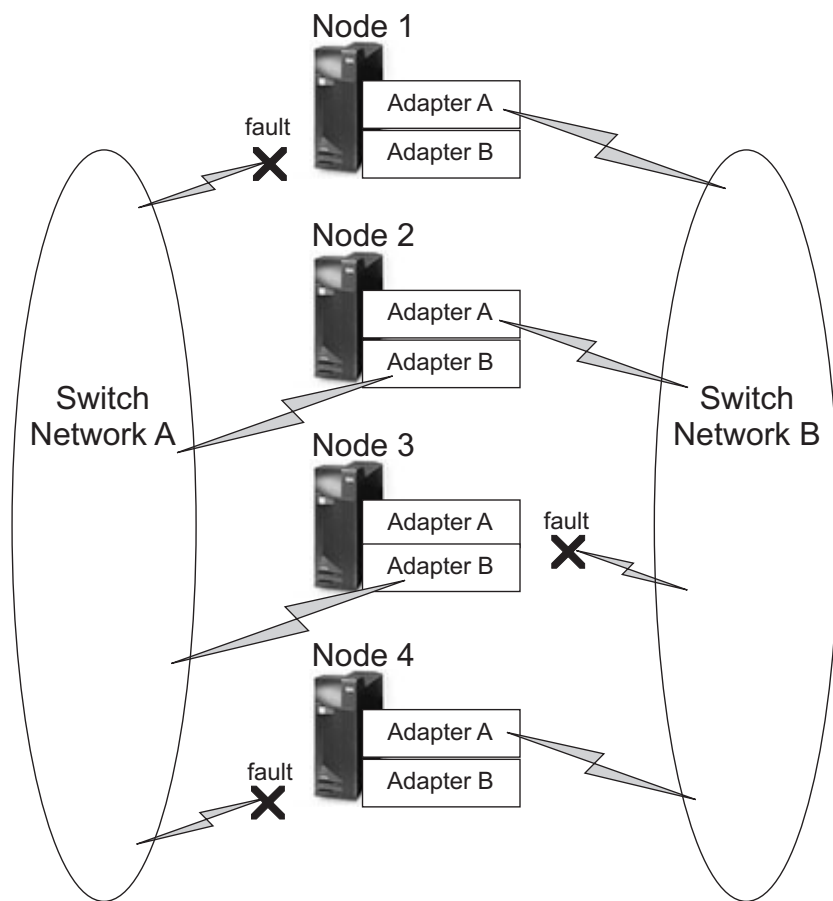 Node 1
Adapter A
fault
Adapter B
Node 2
Adapter A
Adapter B
Switch
Network A
Switch
Network B
Node 3
Adapter A
fault
Adapter B
Node 4
Adapter A
fault
Adapter B